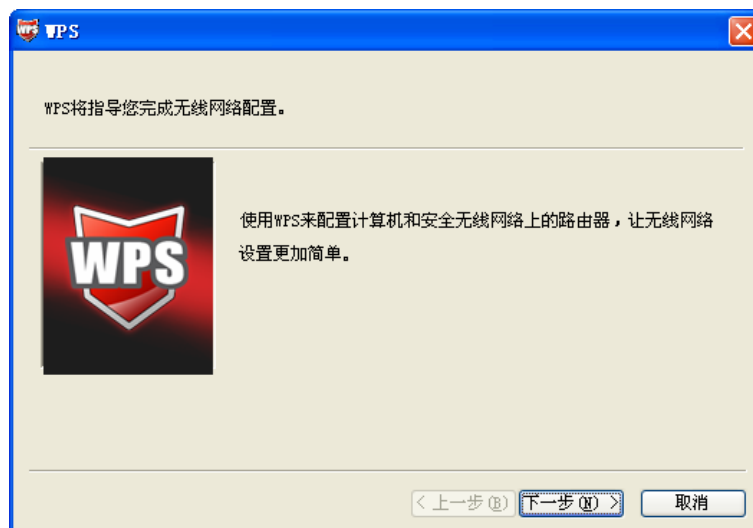 WPS
WPS将指导您完成无线网络配置。
WPS
使用WPS来配置计算机和安全无线网络上的路由器，让无线网络
设置更加简单。
< 上一步(B) 下一步(N) > 取消